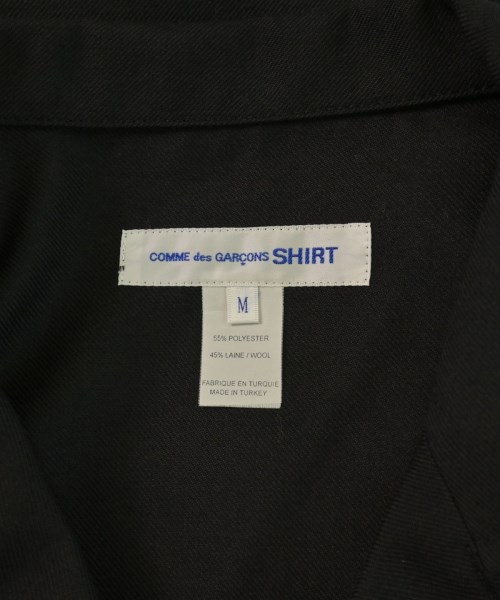 COMME des GARÇONS SHIRT
M
55% POLYESTER
45% LAINE / WOOL
FABRIQUE EN TURQUIE
MADE IN TURKEY